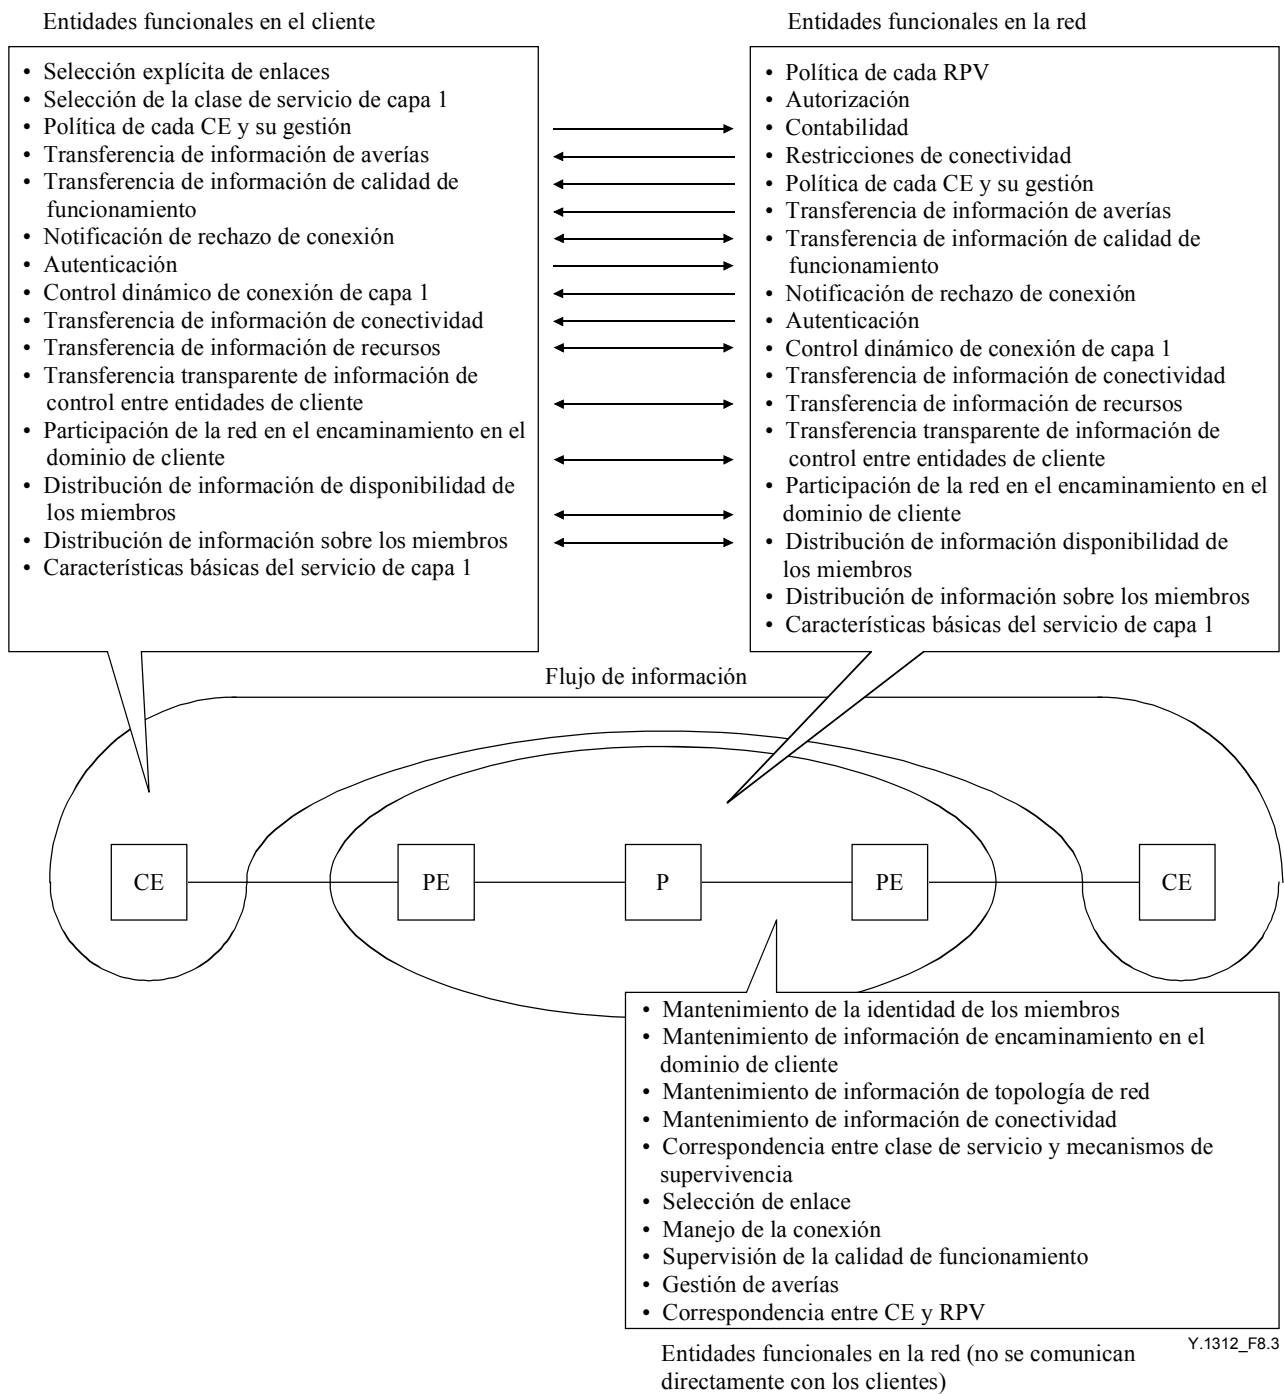 Entidades funcionales en el cliente
• Selección explícita de enlaces
• Selección de la clase de servicio de capa 1
• Política de cada CE y su gestión
• Transferencia de información de averías
• Transferencia de información de calidad de
funcionamiento
• Notificación de rechazo de conexión
• Autenticación
• Control dinámico de conexión de capa 1
• Transferencia de información de conectividad
• Transferencia de información de recursos
• Transferencia transparente de información de
control entre entidades de cliente
• Participación de la red en el encaminamiento en el
dominio de cliente
• Distribución de información de disponibilidad de
los miembros
• Distribución de información sobre los miembros
• Características básicas del servicio de capa 1
Entidades funcionales en la red
• Política de cada RPV
• Autorización
• Contabilidad
• Restricciones de conectividad
• Política de cada CE y su gestión
• Transferencia de información de averías
• Transferencia de información de calidad de
funcionamiento
• Notificación de rechazo de conexión
• Autenticación
• Control dinámico de conexión de capa 1
• Transferencia de información de conectividad
• Transferencia de información de recursos
• Transferencia transparente de información de
control entre entidades de cliente
• Participación de la red en el encaminamiento en el
dominio de cliente
• Distribución de información disponibilidad de
los miembros
• Distribución de información sobre los miembros
• Características básicas del servicio de capa 1
Flujo de información
CE
PE
P
PE
CE
• Mantenimiento de la identidad de los miembros
• Mantenimiento de información de encaminamiento en el
dominio de cliente
• Mantenimiento de información de topología de red
• Mantenimiento de información de conectividad
• Correspondencia entre clase de servicio y mecanismos de
supervivencia
• Selección de enlace
• Manejo de la conexión
• Supervisión de la calidad de funcionamiento
• Gestión de averías
• Correspondencia entre CE y RPV
Y.1312_F8.3
Entidades funcionales en la red (no se comunican
directamente con los clientes)